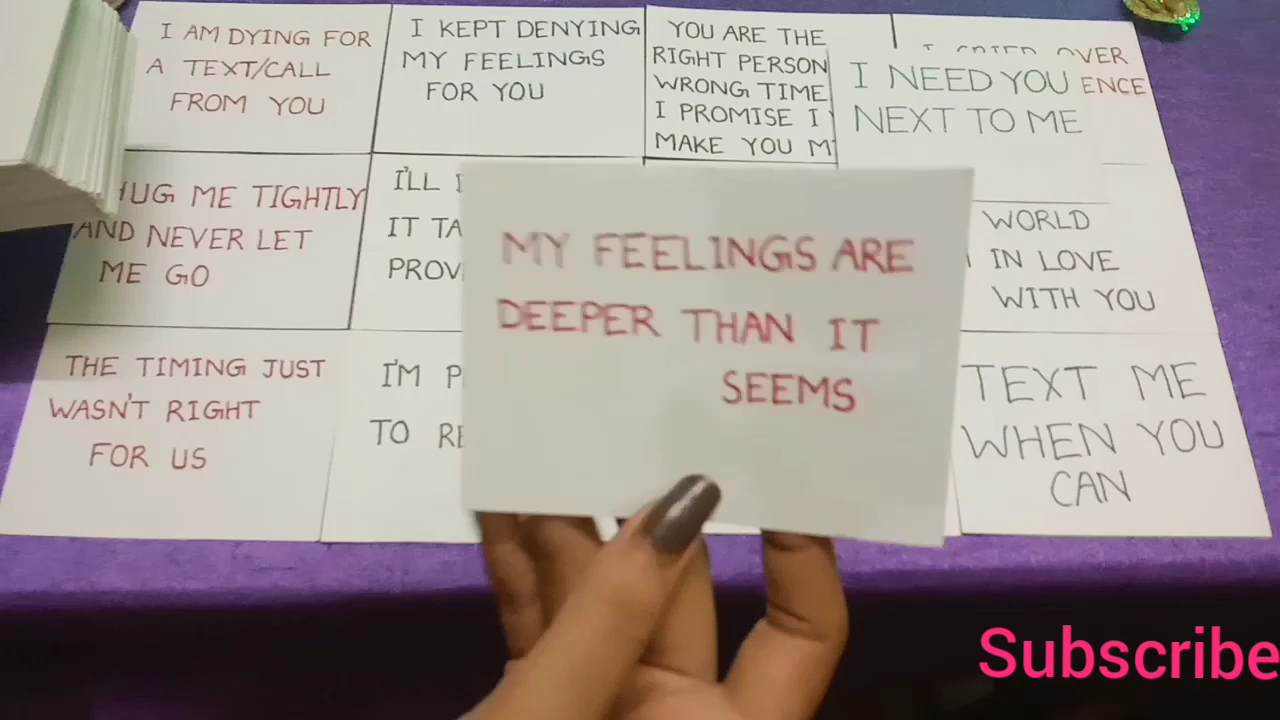 I AM DYING FOR
A TEXT/CALL
FROM YOU
I KEPT DENYING
MY FEELINGS
FOR YOU
YOU ARE THE
RIGHT PERSON
WRONG TIME
I PROMISE I
MAKE YOU M
OVER
ENCE
I NEED YOU
NEXT TO ME
HUG ME TIGHTLY
AND NEVER LET
ME GO
I'LL
IT TA
PROV
MY FEELINGS ARE
DEEPER THAN IT
SEEMS
WORLD
IN LOVE
WITH YOU
THE TIMING JUST
WASN'T RIGHT
FOR US
I'M P
TO RE
TEXT ME
WHEN YOU
CAN
Subscribe